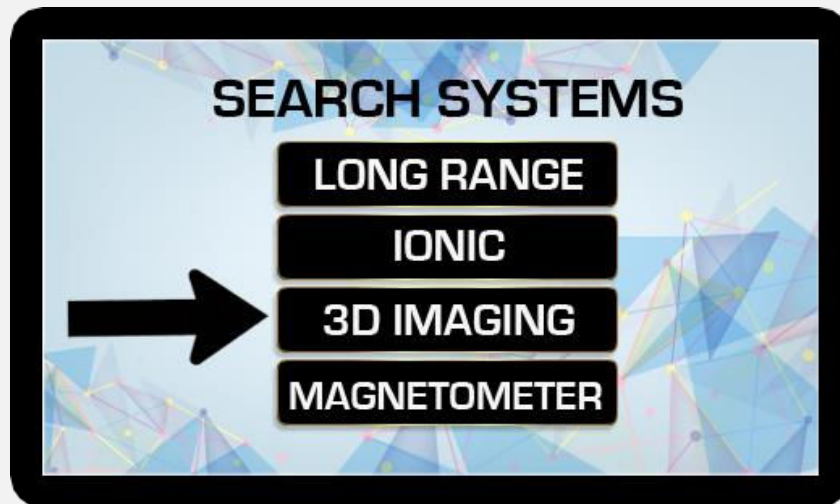 SEARCH SYSTEMS
LONG RANGE
IONIC
3D IMAGING
MAGNETOMETER